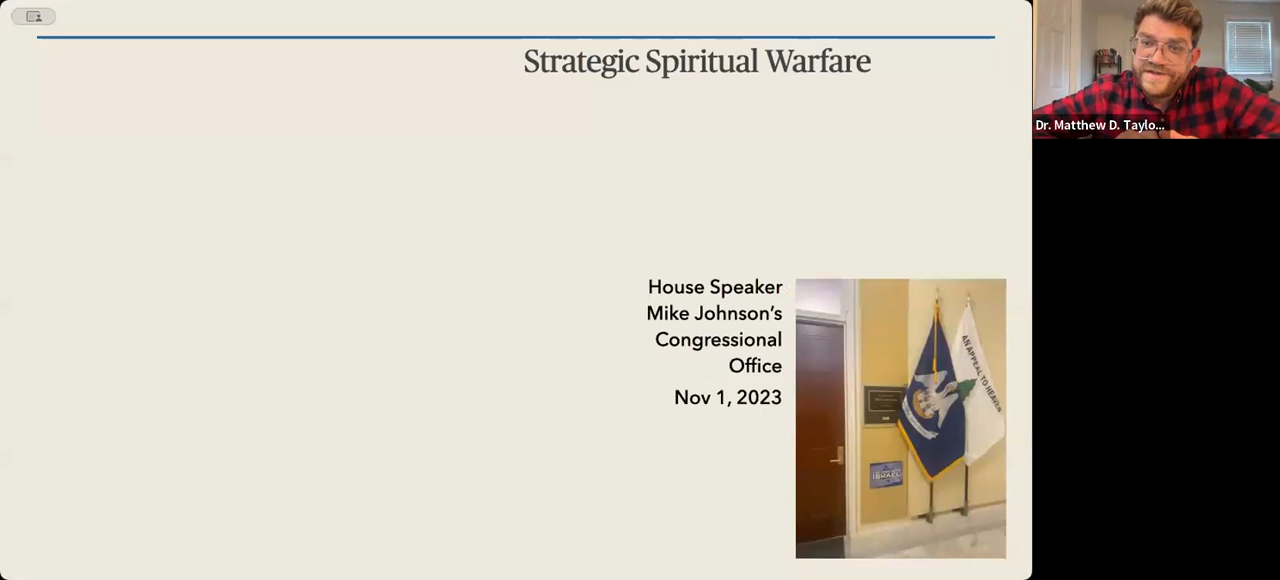 Strategic Spiritual Warfare
Dr. Matthew D. Taylo...
House Speaker
Mike Johnson’s
Congressional
Office
Nov 1, 2023
AN APPEAL TO HEAVEN
ISRAEL